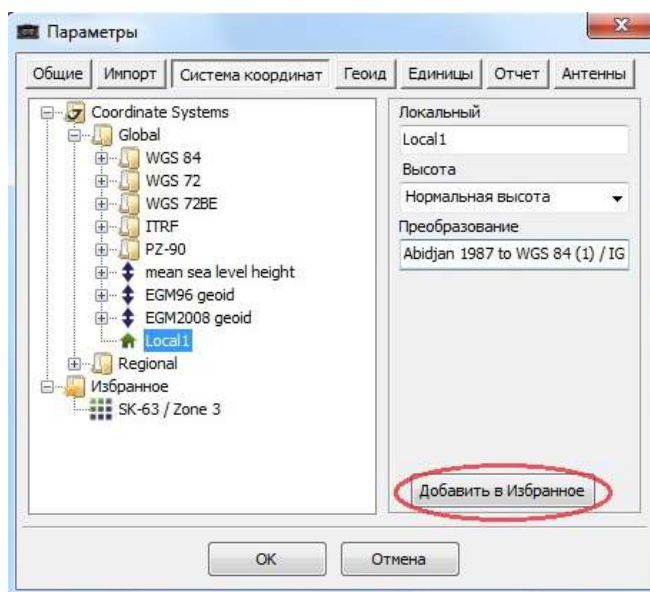 Параметры
Общие Импорт Система координат Геоид Единицы Отчет Антенны
Coordinate Systems
Global
WGS 84
WGS 72
WGS 72BE
ITRF
PZ-90
mean sea level height
EGM96 geoid
EGM2008 geoid
Local1
Regional
Избранное
SK-63 / Zone 3
Локальный
Local1
Высота
Нормальная высота
Преобразование
Abidjan 1987 to WGS 84 (1) / IG
Добавить в Избранное
ОК Отмена